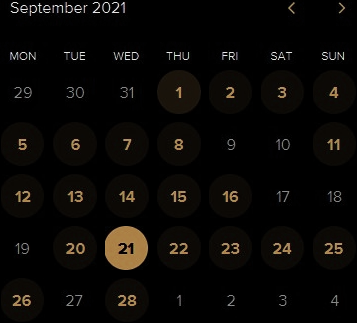 September 2021
MON TUE WED THU FRI SAT SUN
29 30 31 1 2 3 4
5 6 7 8 9 10 11
12 13 14 15 16 17 18
19 20 21 22 23 24 25
26 27 28 1 2 3 4